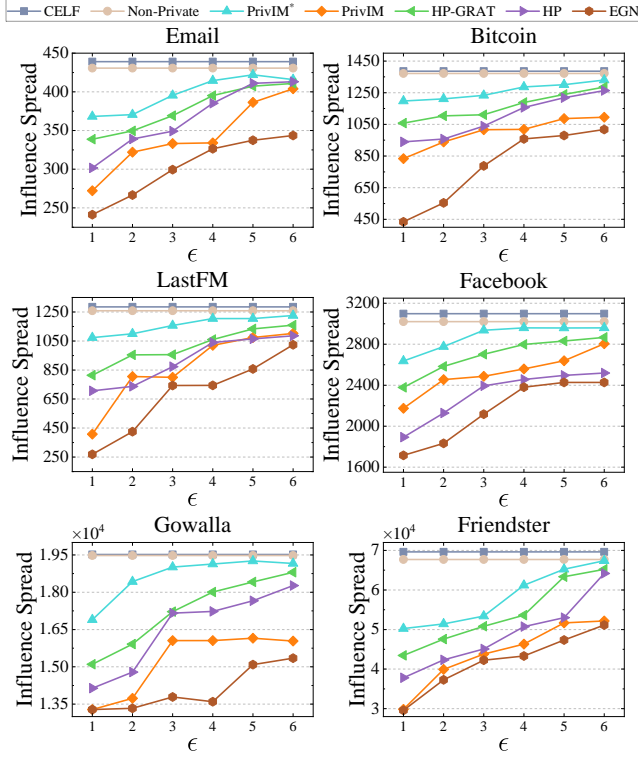 CELF Non-Private PrivIM* PrivIM HP-GRAT HP EGN
Email
Influence Spread
450
400
350
300
250
1 2 3 4 5 6
ϵ
Bitcoin
Influence Spread
1450
1250
1050
850
650
450
1 2 3 4 5 6
ϵ
LastFM
Influence Spread
1250
1050
850
650
450
250
1 2 3 4 5 6
ϵ
Facebook
Influence Spread
3200
2800
2400
2000
1600
1 2 3 4 5 6
ϵ
Gowalla
×10⁴
Influence Spread
1.95
1.80
1.65
1.50
1.35
1 2 3 4 5 6
ϵ
Friendster
×10⁴
Influence Spread
7
6
5
4
3
1 2 3 4 5 6
ϵ